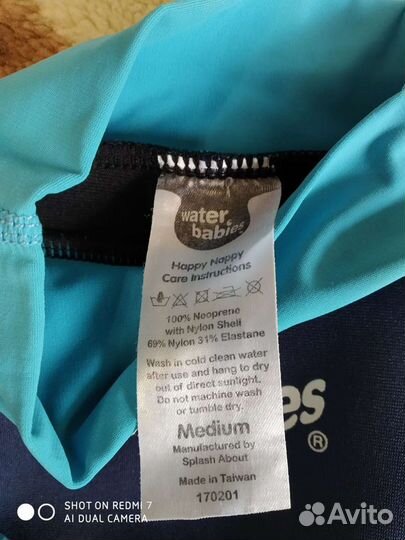 water
babies
Happy Nappy
Care Instructions
100% Neoprene
with Nylon Shell
69% Nylon 31% Elastane
Wash in cold clean water
after use and hang to dry
out of direct sunlight.
Do not machine wash
or tumble dry.
Medium
Manufactured by
Splash About
Made in Taiwan
170201
es
®
SHOT ON REDMI 7
AI DUAL CAMERA
Avito